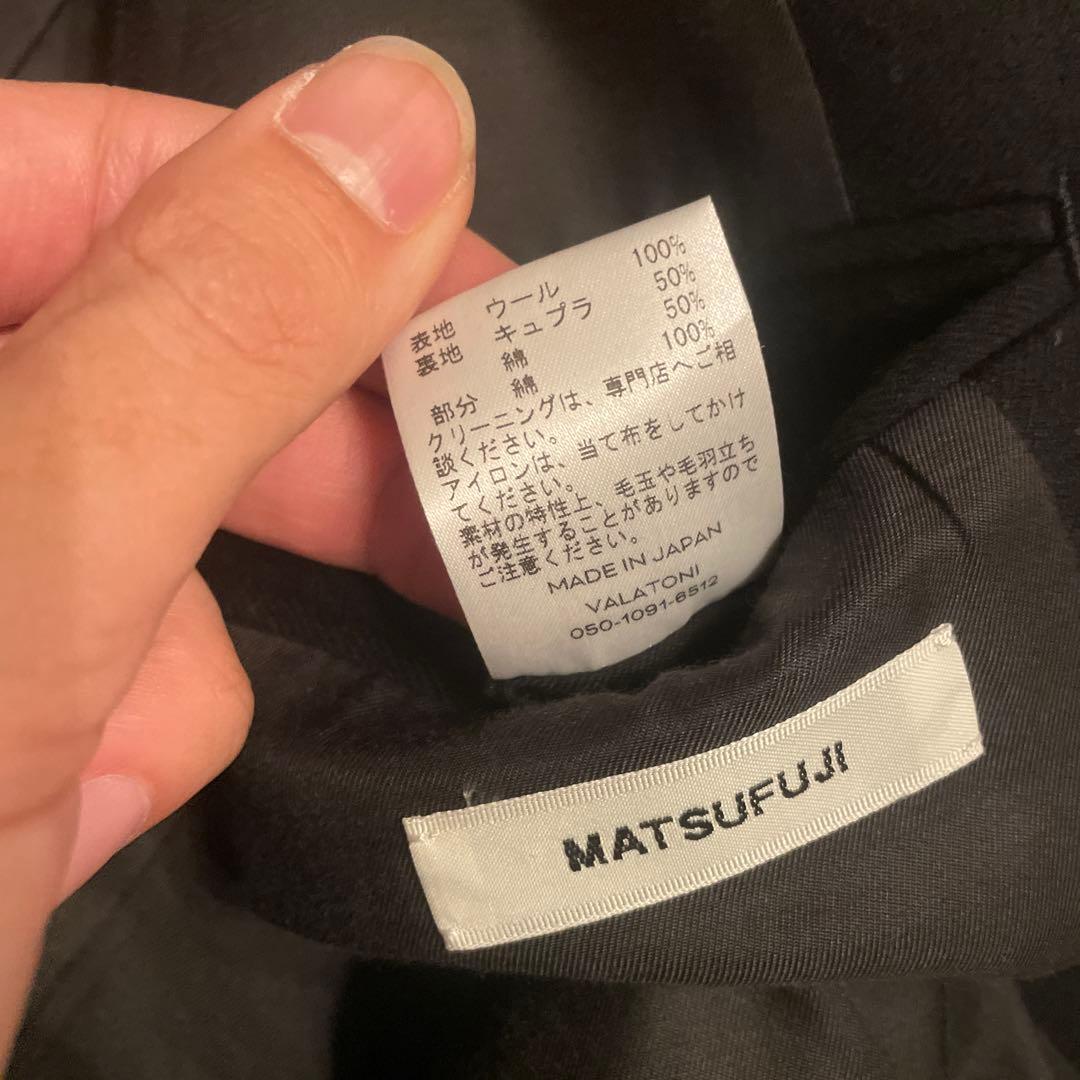 表地 ウール 100%
裏地 キュプラ 50%
綿 50%
部分 綿 100%
クリーニングは、専門店へご相
談ください。
アイロンは、当て布をしてかけ
てください。
素材の特性上、毛玉や毛羽立ち
が発生することがありますので
ご注意ください。
MADE IN JAPAN
VALATONI
050-1091-6512
MATSUFUJI